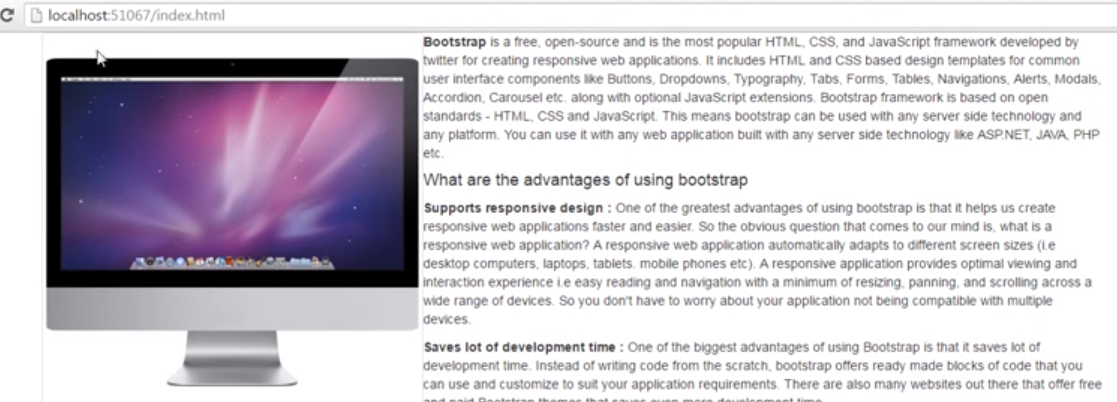 localhost:51067/index.html
Bootstrap is a free, open-source and is the most popular HTML, CSS, and JavaScript framework developed by
twitter for creating responsive web applications. It includes HTML and CSS based design templates for common
user interface components like Buttons, Dropdowns, Typography, Tabs, Forms, Tables, Navigations, Alerts, Modals,
Accordion, Carousel etc. along with optional JavaScript extensions. Bootstrap framework is based on open
standards - HTML, CSS and JavaScript. This means bootstrap can be used with any server side technology and
any platform. You can use it with any web application built with any server side technology like ASP.NET, JAVA, PHP
etc.
What are the advantages of using bootstrap
Supports responsive design : One of the greatest advantages of using bootstrap is that it helps us create
responsive web applications faster and easier. So the obvious question that comes to our mind is, what is a
responsive web application? A responsive web application automatically adapts to different screen sizes (i.e
desktop computers, laptops, tablets. mobile phones etc). A responsive application provides optimal viewing and
interaction experience i.e easy reading and navigation with a minimum of resizing, panning, and scrolling across a
wide range of devices. So you don't have to worry about your application not being compatible with multiple
devices.
Saves lot of development time : One of the biggest advantages of using Bootstrap is that it saves lot of
development time. Instead of writing code from the scratch, bootstrap offers ready made blocks of code that you
can use and customize to suit your application requirements. There are also many websites out there that offer free
and paid Bootstrap themes that saves even more development time